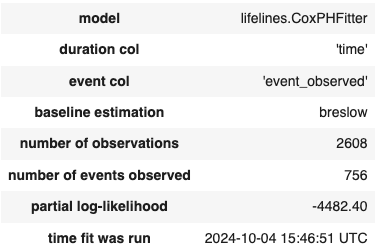 model lifelines.CoxPHFitter
duration col 'time'
event col 'event_observed'
baseline estimation breslow
number of observations 2608
number of events observed 756
partial log-likelihood -4482.40
time fit was run 2024-10-04 15:46:51 UTC